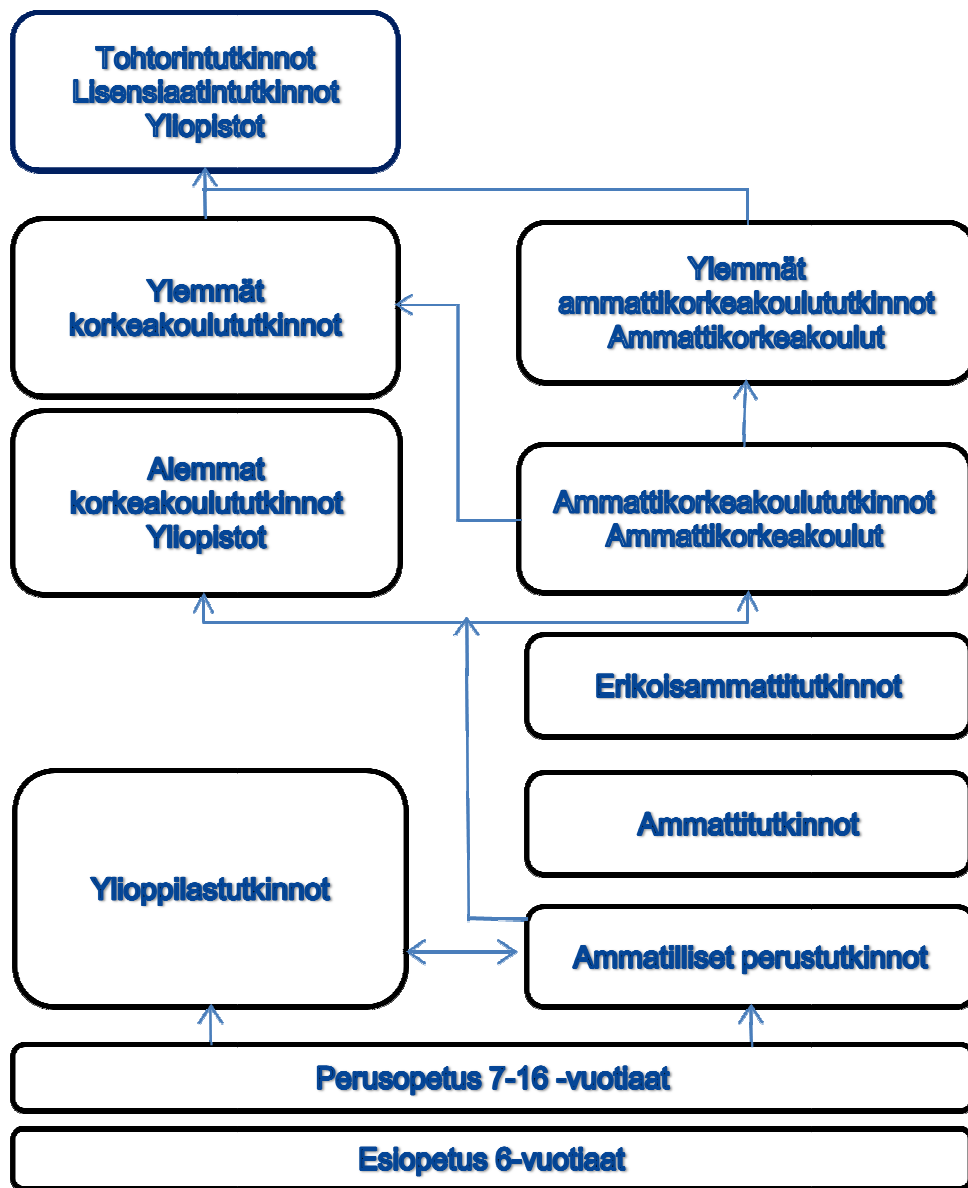 Tohtorintutkinnot
Lisensiaatintutkinnot
Yliopistot
Ylemmät
korkeakoulututkinnot
Ylemmät
ammattikorkeakoulututkinnot
Ammattikorkeakoulut
Alemmat
korkeakoulututkinnot
Yliopistot
Ammattikorkeakoulututkinnot
Ammattikorkeakoulut
Erikoisammattitutkinnot
Ammattitutkinnot
Ylioppilastutkinnot
Ammatilliset perustutkinnot
Perusopetus 7-16 -vuotiaat
Esiopetus 6-vuotiaat